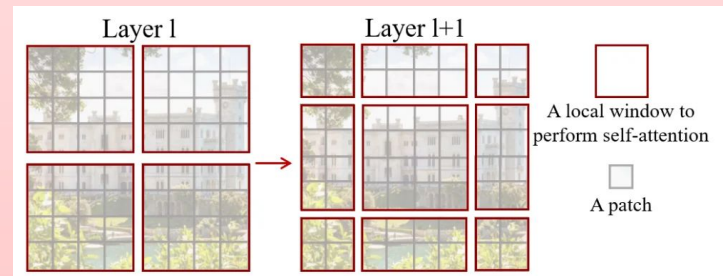 Layer l
Layer l+1
A local window to
perform self-attention
A patch